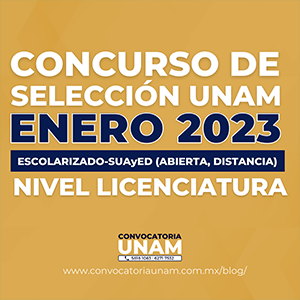 CONCURSO DE
SELECCIÓN UNAM
ENERO 2023
ESCOLARIZADO-SUAyED (ABIERTA, DISTANCIA)
NIVEL LICENCIATURA
CONVOCATORIA
UNAM
www.convocatoriaunam.com.mx/blog/